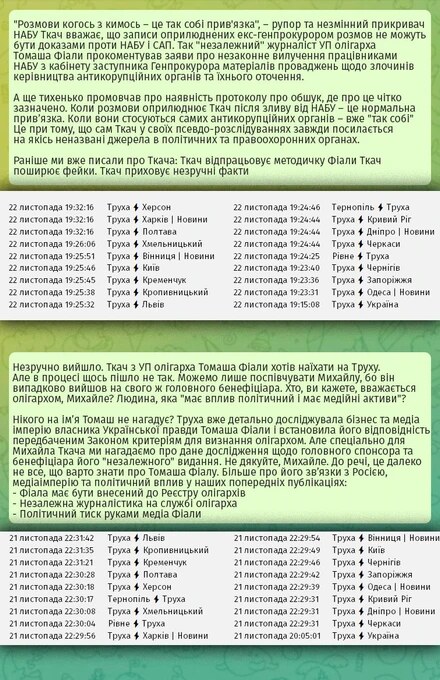 "Розмови когось з кимось – це так собі прив'язка", – рупор та незмінний прикривач
НАБУ Ткач вважає, що записи оприлюднених екс-генпрокурором розмов не можуть
бути доказами проти НАБУ і САП. Так "незалежний" журналіст УП олігарха
Томаша Фіали прокоментував заяви про незаконне вилучення працівниками
НАБУ з кабінету заступника Генпрокурора матеріалів проваджень щодо злочинів
керівництва антикорупційних органів та їхнього оточення.
А ще тихенько промовчав про наявність протоколу про обшук, де про це чітко
зазначено. Коли розмови оприлюднює Ткач після зливу від НАБУ – це нормальна
прив'язка. Коли вони стосуються самих антикорупційних органів – вже "так собі"
Це при тому, що сам Ткач у своїх псевдо-розслідуваннях завжди посилається
на якісь неназвані джерела в політичних та правоохоронних органах.
Раніше ми вже писали про Ткача: Ткач відпрацьовує методичку Фіали Ткач
поширює фейки. Ткач приховує незручні факти
22 листопада 19:32:16 Труха⚡Херсон
22 листопада 19:32:16 Труха⚡Харків | Новини
22 листопада 19:32:16 Труха⚡Полтава
22 листопада 19:26:06 Труха⚡Хмельницький
22 листопада 19:25:51 Труха⚡Вінниця | Новини
22 листопада 19:25:46 Труха⚡Київ
22 листопада 19:25:45 Труха⚡Кременчук
22 листопада 19:25:38 Труха⚡Кропивницький
22 листопада 19:25:32 Труха⚡Львів
22 листопада 19:24:46 Тернопіль⚡Труха
22 листопада 19:24:44 Труха⚡Кривий Ріг
22 листопада 19:24:44 Труха⚡Дніпро | Новини
22 листопада 19:24:44 Труха⚡Черкаси
22 листопада 19:24:25 Рівне⚡Труха
22 листопада 19:23:40 Труха⚡Чернігів
22 листопада 19:23:36 Труха⚡Запоріжжя
22 листопада 19:23:31 Труха⚡Одеса | Новини
22 листопада 19:15:08 Труха⚡Україна
Незручно вийшло. Ткач з УП олігарха Томаша Фіали хотів наїхати на Труху.
Але в процесі щось пішло не так. Можемо лише поспівчувати Михайлу, бо він
випадково вийшов на свого ж головного бенефіціара. Хто, ви кажете, вважається
олігархом, Михайле? Людина, яка "має вплив політичний і має медійні активи"?
Нікого на ім'я Томаш не нагадує? Труха вже детально досліджувала бізнес та медіа
імперію власника Української правди Томаша Фіали і встановила його відповідність
передбаченим Законом критеріям для визнання олігархом. Але спеціально для
Михайла Ткача ми нагадаємо про дане дослідження щодо головного спонсора та
бенефіціара його "незалежного" видання. Не дякуйте, Михайле. До речі, це далеко
не все, що варто знати про Томаша Фіалу. Більше про його зв'язки з Росією,
медіаімперію та політичний вплив у наших попередніх публікаціях:
- Фіала має бути внесений до Реєстру олігархів
- Незалежна журналістика на службі олігарха
- Політичний тиск руками медіа Фіали
21 листопада 22:31:42 Труха⚡Львів
21 листопада 22:31:35 Труха⚡Кропивницький
21 листопада 22:31:21 Труха⚡Кременчук
21 листопада 22:30:28 Труха⚡Полтава
21 листопада 22:30:18 Труха⚡Херсон
21 листопада 22:30:17 Тернопіль⚡Труха
21 листопада 22:30:08 Труха⚡Хмельницький
21 листопада 22:30:04 Рівне⚡Труха
21 листопада 22:29:56 Труха⚡Харків | Новини
21 листопада 22:29:54 Труха⚡Вінниця | Новини
21 листопада 22:29:49 Труха⚡Київ
21 листопада 22:29:46 Труха⚡Чернігів
21 листопада 22:29:42 Труха⚡Запоріжжя
21 листопада 22:29:39 Труха⚡Одеса | Новини
21 листопада 22:29:31 Труха⚡Кривий Ріг
21 листопада 22:29:31 Труха⚡Дніпро | Новини
21 листопада 22:29:31 Труха⚡Черкаси
21 листопада 20:05:01 Труха⚡Україна